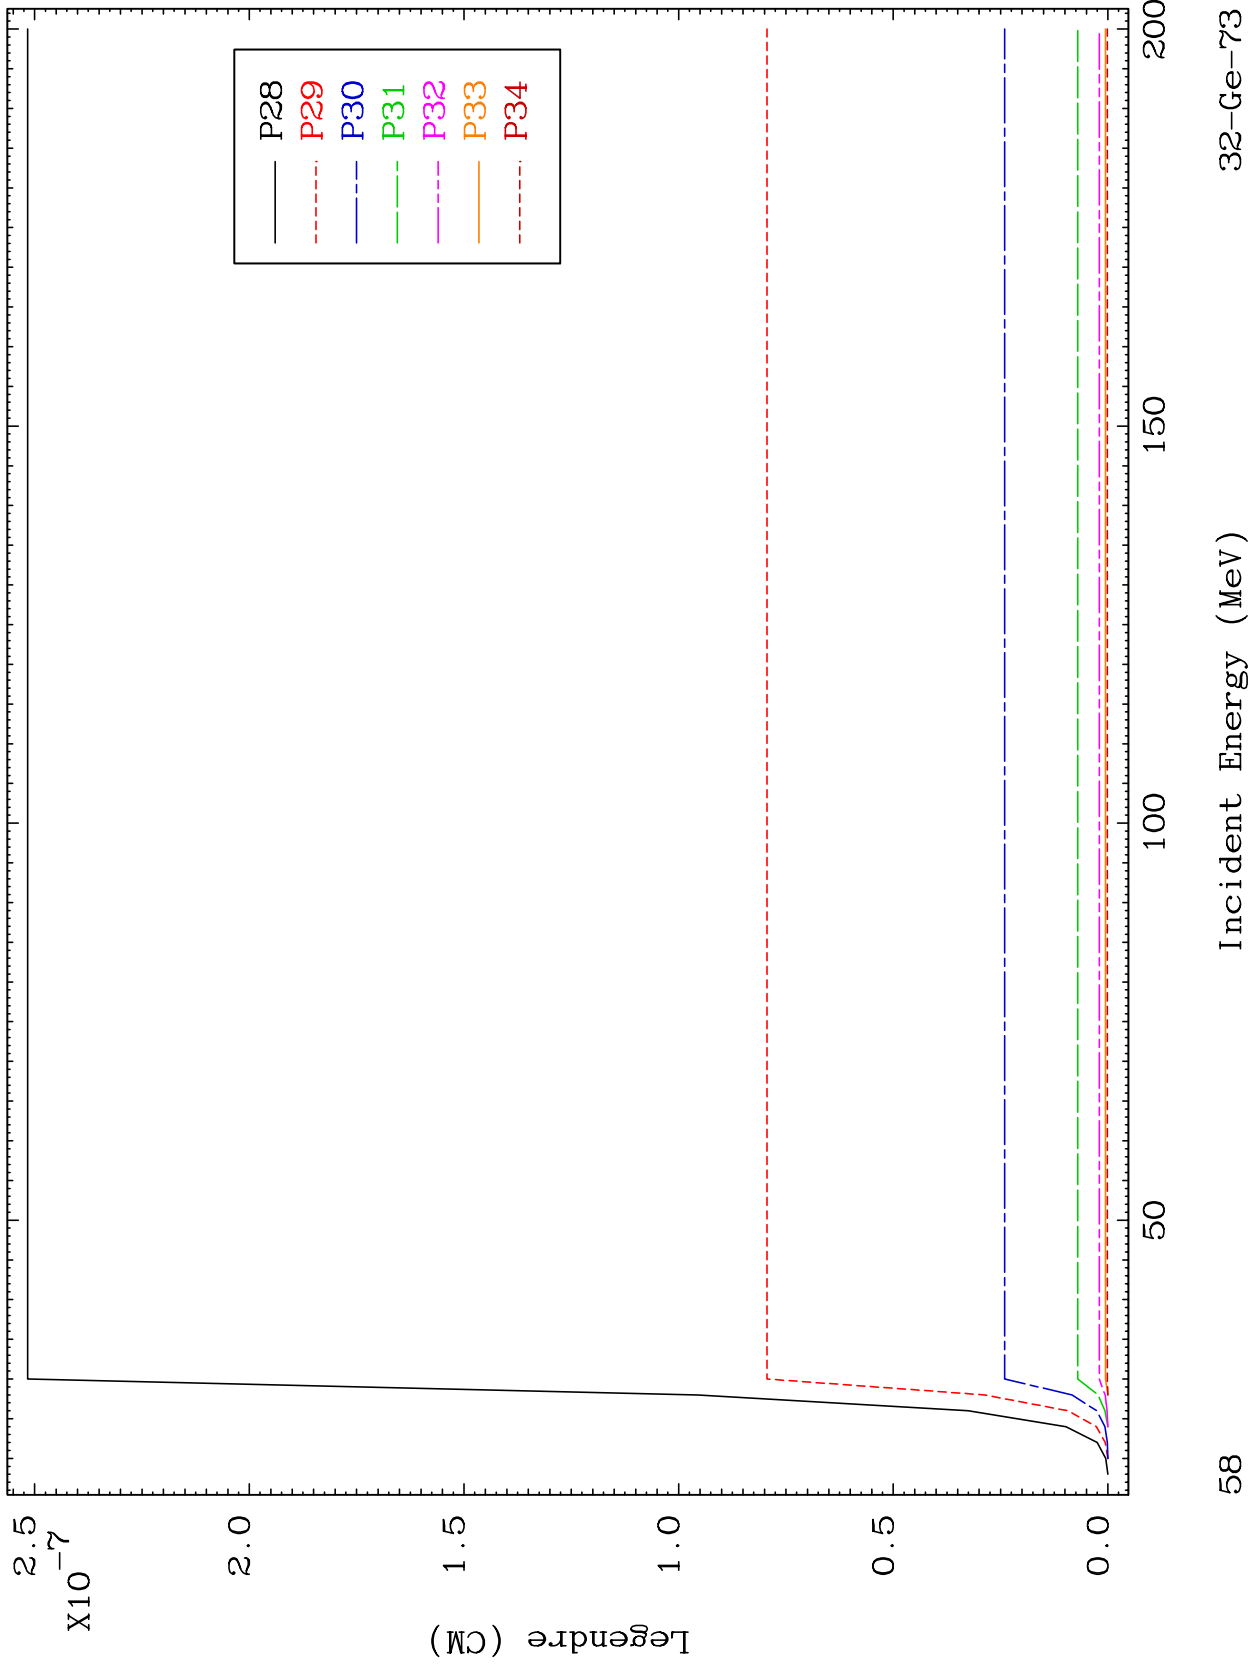 X10-7
2.5
2.0
1.5
1.0
0.5
0.0
Legendre (CM)
P28
P29
P30
P31
P32
P33
P34
50
100
150
200
Incident Energy (MeV)
58
32-Ge-73